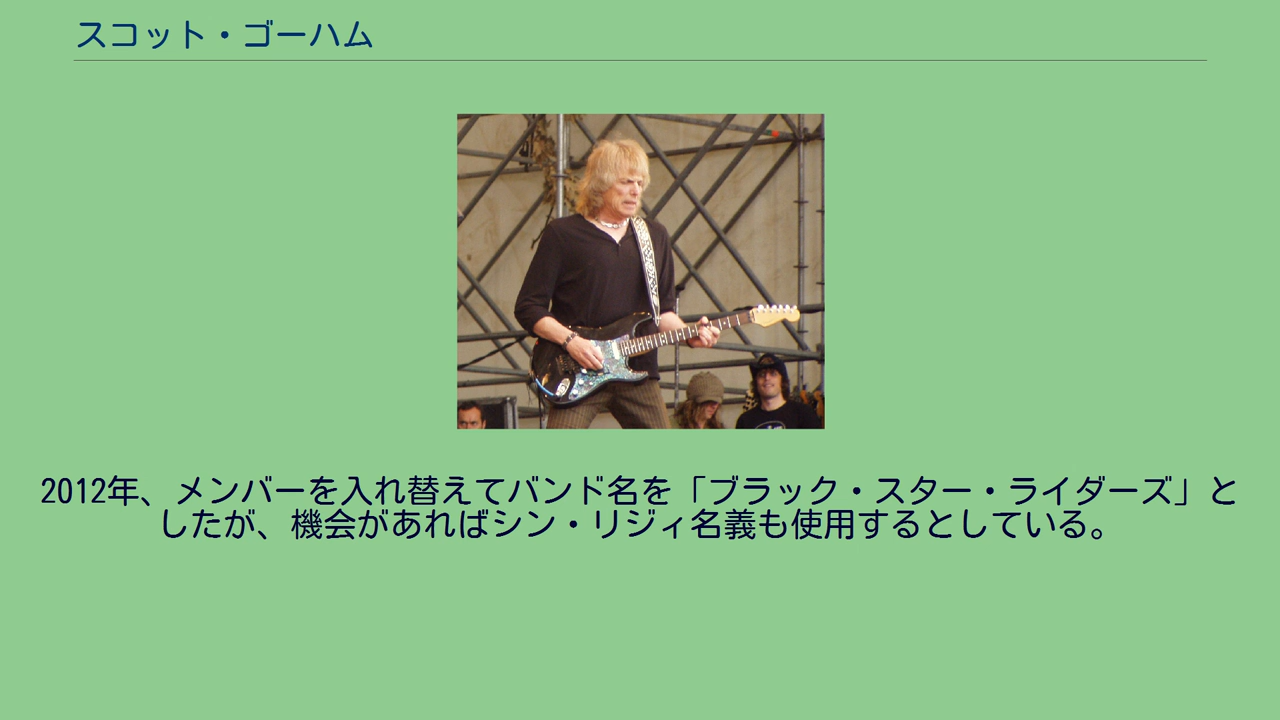 スコット・ゴーハム
2012年、メンバーを入れ替えてバンド名を「ブラック・スター・ライダーズ」と
したが、機会があればシン・リジィ名義も使用するとしている。